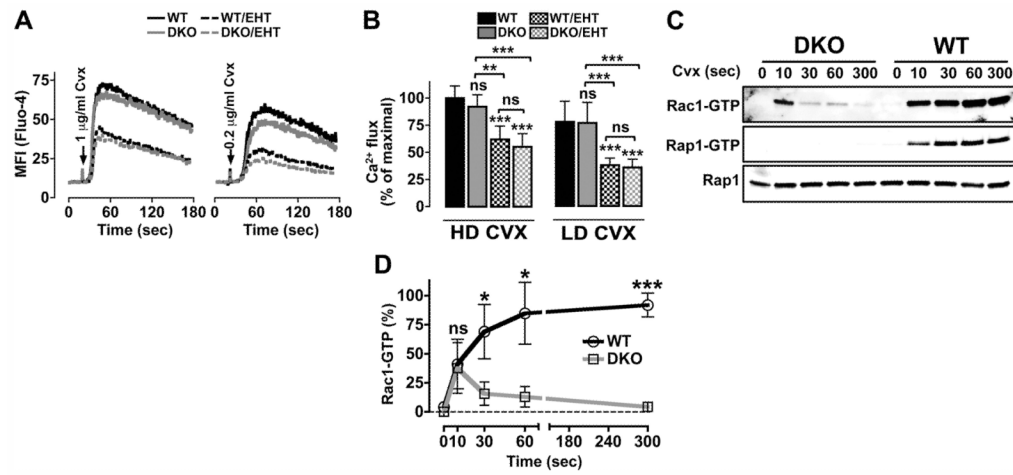 A
WT WT/EHT
DKO DKO/EHT
MFI (Fluo-4)
75
50
25
0
1 µg/ml Cvx
0.2 µg/ml Cvx
0 60 120 180 0 60 120 180
Time (sec) Time (sec)
B
WT WT/EHT
DKO DKO/EHT
Ca²⁺ flux
(% of maximal)
100
75
50
25
0
*** ***
** ***
ns ns ns ns
*** *** *** ***
HD CVX LD CVX
C
DKO WT
Cvx (sec) 0 10 30 60 300 0 10 30 60 300
Rac1-GTP
Rap1-GTP
Rap1
D
Rac1-GTP (%)
100
75
50
25
0
ns * * ***
WT
DKO
0 10 30 60 180 240 300
Time (sec)